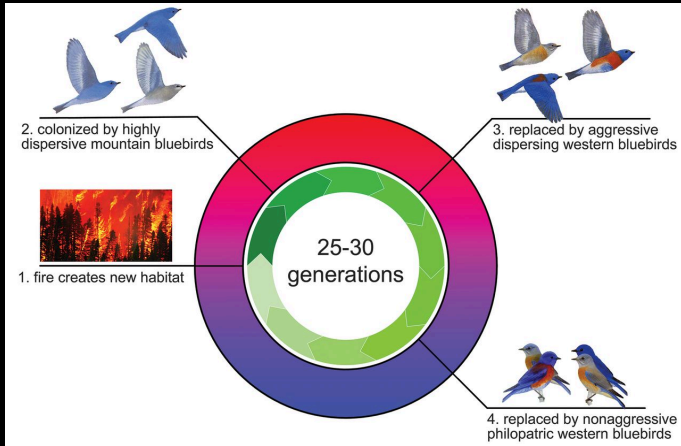 2. colonized by highly
dispersive mountain bluebirds
3. replaced by aggressive
dispersing western bluebirds
1. fire creates new habitat
25-30
generations
4. replaced by nonaggressive
philopatric western bluebirds